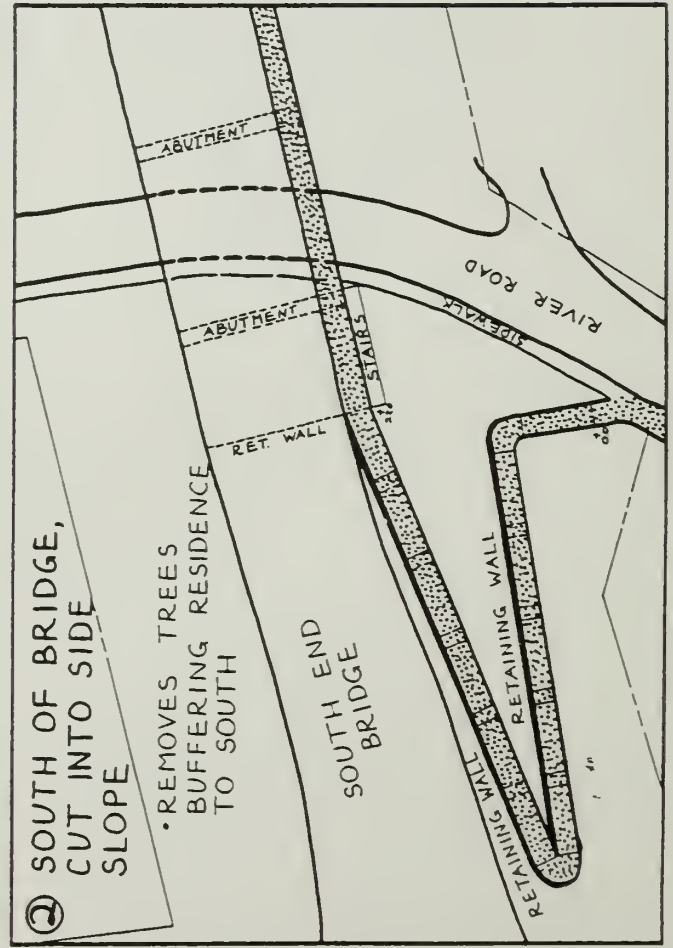 2 SOUTH OF BRIDGE,
CUT INTO SIDE
SLOPE
• REMOVES TREES
BUFFERING RESIDENCE
TO SOUTH
SOUTH END
BRIDGE
ABUTMENT
ABUTMENT
RET. WALL
STAIRS
SIDEWALK
RIVER ROAD
RETAINING WALL
RETAINING WALL